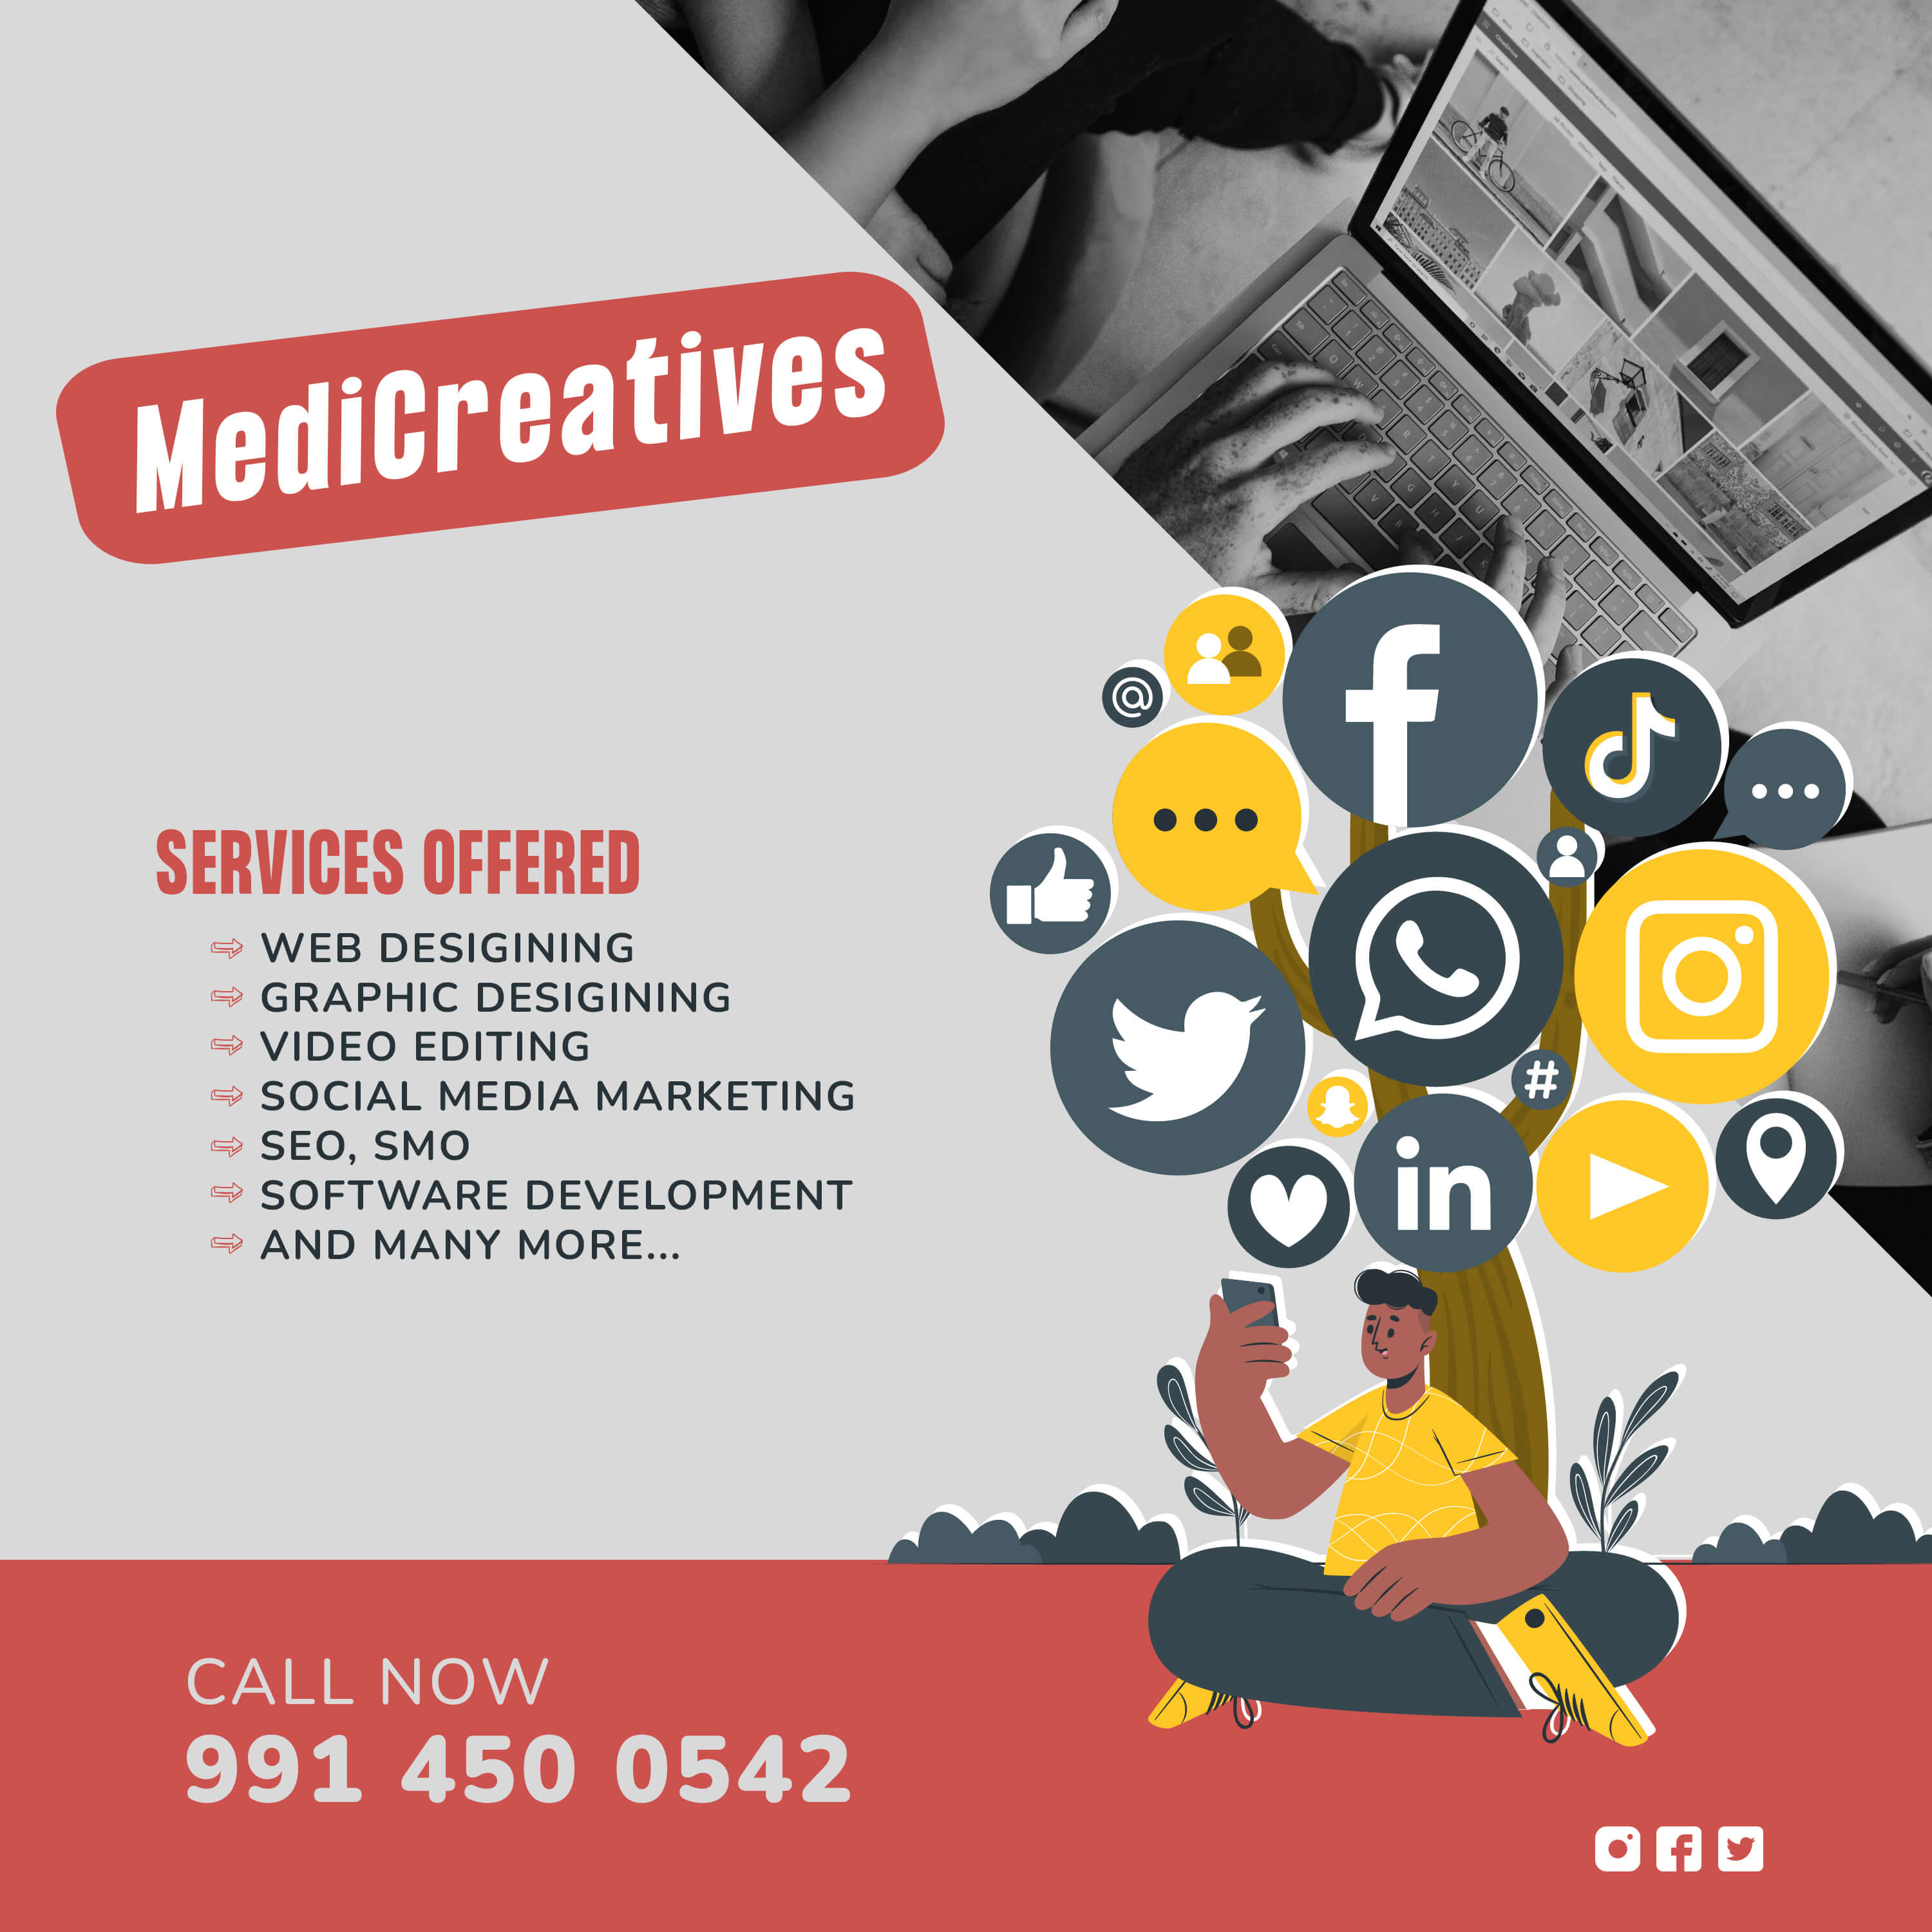 MediCreatives
SERVICES OFFERED
WEB DESIGINING
GRAPHIC DESIGINING
VIDEO EDITING
SOCIAL MEDIA MARKETING
SEO, SMO
SOFTWARE DEVELOPMENT
AND MANY MORE...
CALL NOW
991 450 0542